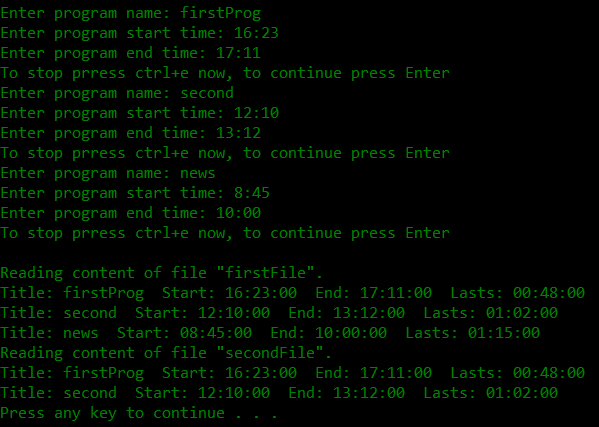 Enter program name: firstProg
Enter program start time: 16:23
Enter program end time: 17:11
To stop prress ctrl+e now, to continue press Enter
Enter program name: second
Enter program start time: 12:10
Enter program end time: 13:12
To stop prress ctrl+e now, to continue press Enter
Enter program name: news
Enter program start time: 8:45
Enter program end time: 10:00
To stop prress ctrl+e now, to continue press Enter
Reading content of file "firstFile".
Title: firstProg  Start: 16:23:00  End: 17:11:00  Lasts: 00:48:00
Title: second  Start: 12:10:00  End: 13:12:00  Lasts: 01:02:00
Title: news  Start: 08:45:00  End: 10:00:00  Lasts: 01:15:00
Reading content of file "secondFile".
Title: firstProg  Start: 16:23:00  End: 17:11:00  Lasts: 00:48:00
Title: second  Start: 12:10:00  End: 13:12:00  Lasts: 01:02:00
Press any key to continue . . .